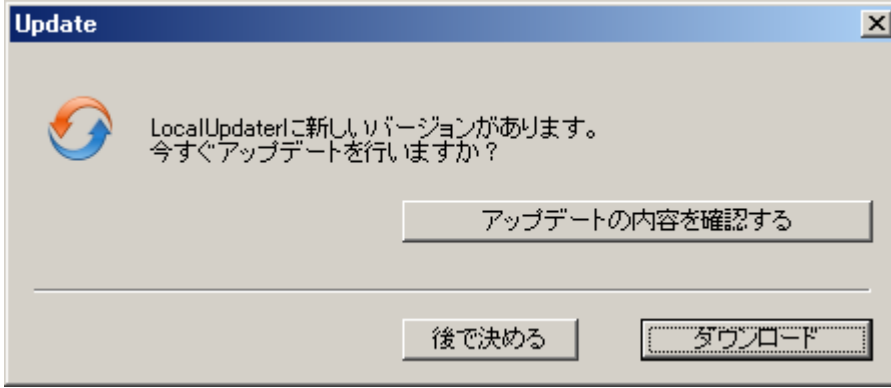 Update
LocalUpdaterに新しいバージョンがあります。
今すぐアップデートを行いますか？
アップデートの内容を確認する
後で決める
ダウンロード